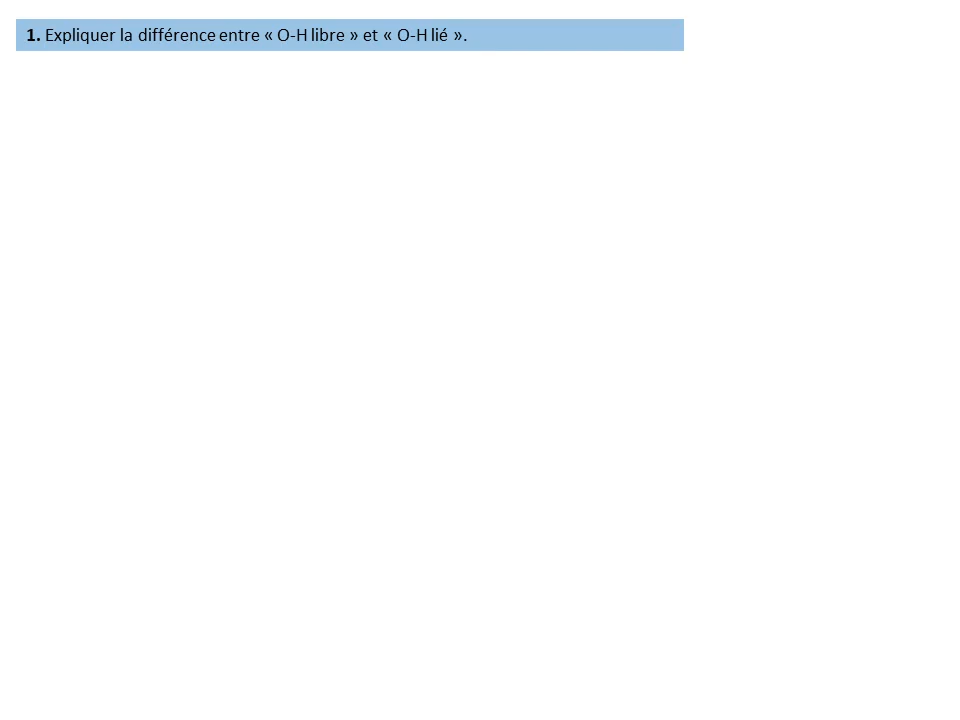 1. Expliquer la différence entre « O-H libre » et « O-H lié ».